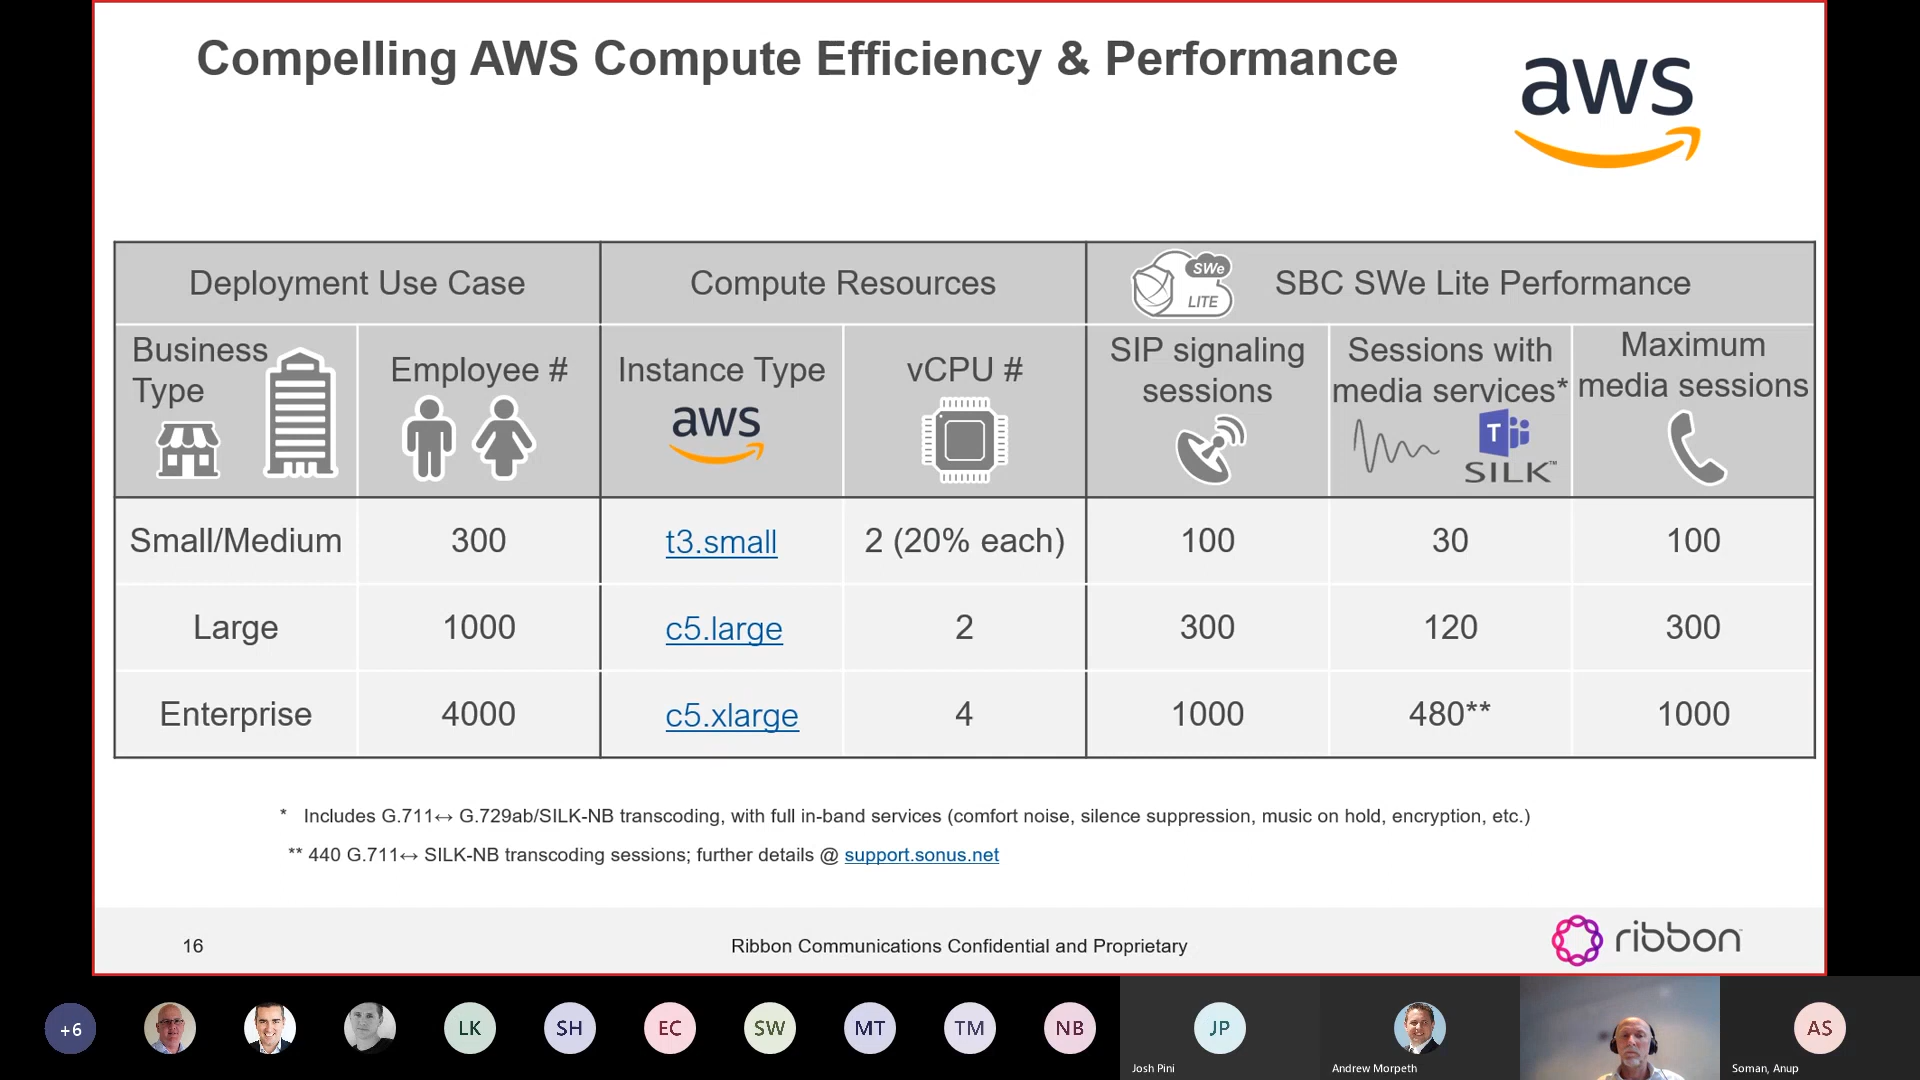 Compelling AWS Compute Efficiency & Performance
aws
Deployment Use Case
Compute Resources
SWe
LITE
SBC SWe Lite Performance
Business
Type
Employee #
Instance Type
aws
vCPU #
SIP signaling
sessions
Sessions with
media services*
T
SILK™
Maximum
media sessions
Small/Medium 300 t3.small 2 (20% each) 100 30 100
Large 1000 c5.large 2 300 120 300
Enterprise 4000 c5.xlarge 4 1000 480** 1000
* Includes G.711↔ G.729ab/SILK-NB transcoding, with full in-band services (comfort noise, silence suppression, music on hold, encryption, etc.)
** 440 G.711↔ SILK-NB transcoding sessions; further details @ support.sonus.net
16
Ribbon Communications Confidential and Proprietary
ribbon
+6
LK
SH
EC
SW
MT
TM
NB
JP
AS
Josh Pini
Andrew Morpeth
Soman, Anup